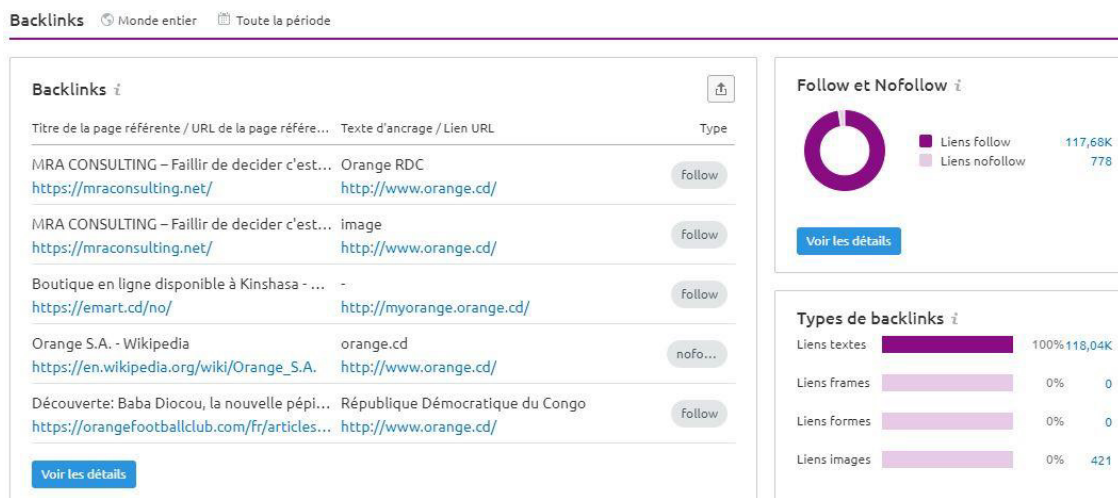 Backlinks Monde entier Toute la période
Backlinks i
Titre de la page référente / URL de la page référe... Texte d'ancrage / Lien URL Type
MRA CONSULTING – Faillir de decider c'est... Orange RDC
follow
https://mraconsulting.net/ http://www.orange.cd/
MRA CONSULTING – Faillir de decider c'est... image
follow
https://mraconsulting.net/ http://www.orange.cd/
Boutique en ligne disponible à Kinshasa - ... -
follow
https://emart.cd/no/ http://myorange.orange.cd/
Orange S.A. - Wikipedia orange.cd
nofo...
https://en.wikipedia.org/wiki/Orange_S.A. http://www.orange.cd/
Découverte: Baba Diocou, la nouvelle pépi... République Démocratique du Congo
follow
https://orangefootballclub.com/fr/articles... http://www.orange.cd/
Voir les détails
Follow et Nofollow i
Liens follow 117,68K
Liens nofollow 778
Voir les détails
Types de backlinks i
Liens textes 100% 118,04K
Liens frames 0% 0
Liens formes 0% 0
Liens images 0% 421